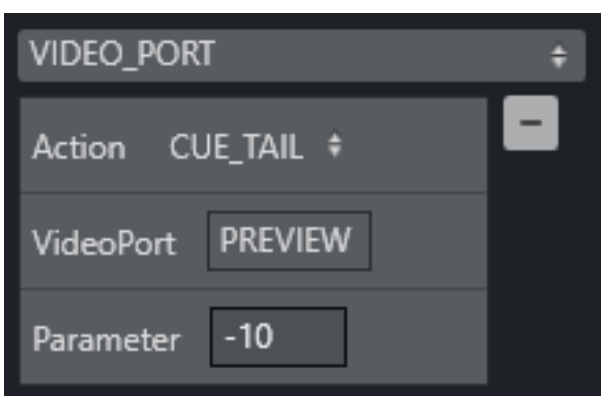 VIDEO_PORT
Action CUE_TAIL
VideoPort PREVIEW
Parameter -10